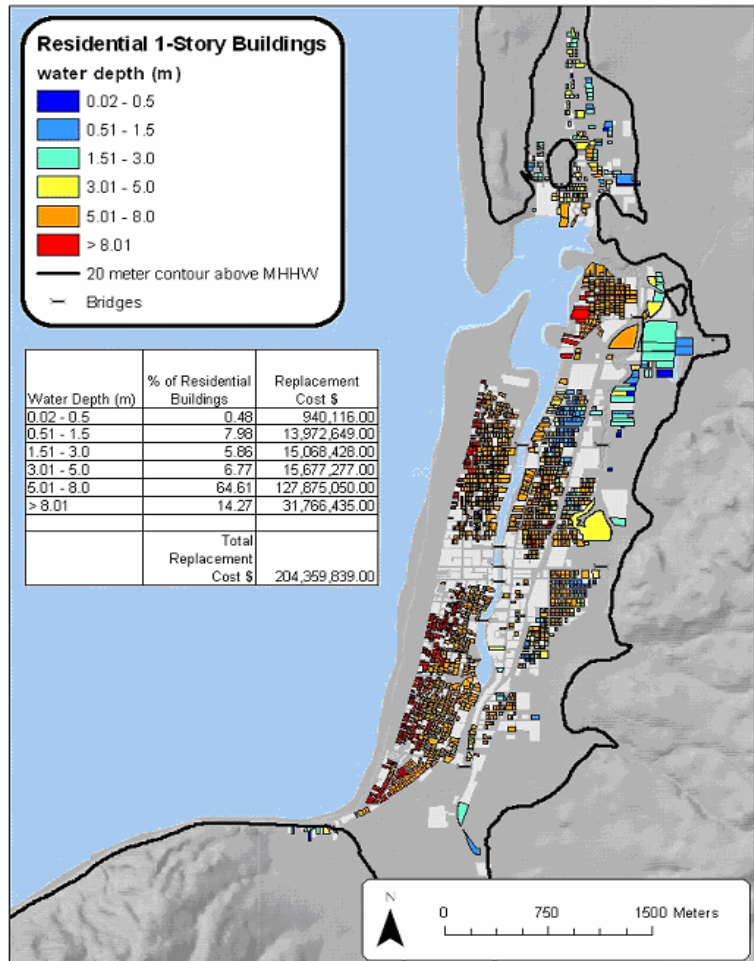 Residential 1-Story Buildings
water depth (m)
0.02 - 0.5
0.51 - 1.5
1.51 - 3.0
3.01 - 5.0
5.01 - 8.0
> 8.01
20 meter contour above MHHW
Bridges
Water Depth (m) % of Residential Buildings Replacement Cost $
0.02 - 0.5 0.48 940,116.00
0.51 - 1.5 7.98 13,972,649.00
1.51 - 3.0 5.86 15,068,428.00
3.01 - 5.0 6.77 15,677,277.00
5.01 - 8.0 64.61 127,875,050.00
> 8.01 14.27 31,766,435.00
Total
Replacement
Cost $ 204,359,839.00
N
0 750 1500 Meters